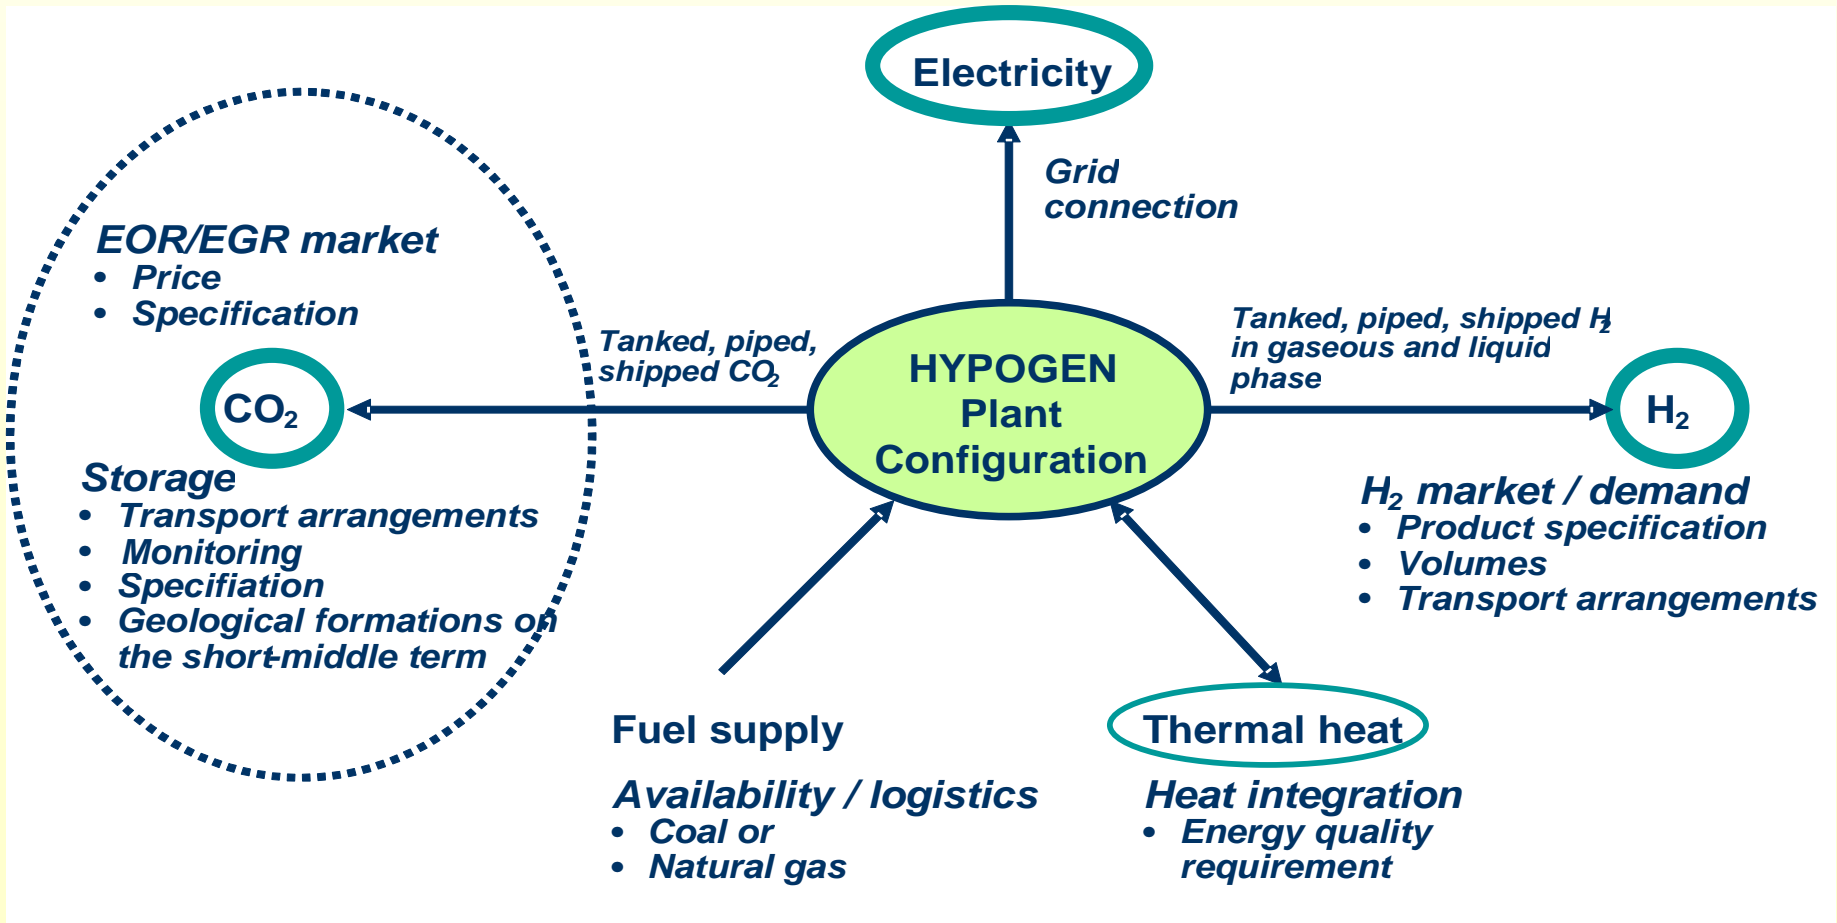 Electricity
Grid
connection
EOR/EGR market
• Price
• Specification
Tanked, piped,
shipped CO₂
CO₂
Storage
• Transport arrangements
• Monitoring
• Specifiation
• Geological formations on
the short-middle term
HYPOGEN
Plant
Configuration
Tanked, piped, shipped H₂
in gaseous and liquid
phase
H₂
H₂ market / demand
• Product specification
• Volumes
• Transport arrangements
Fuel supply
Availability / logistics
• Coal or
• Natural gas
Thermal heat
Heat integration
• Energy quality
requirement